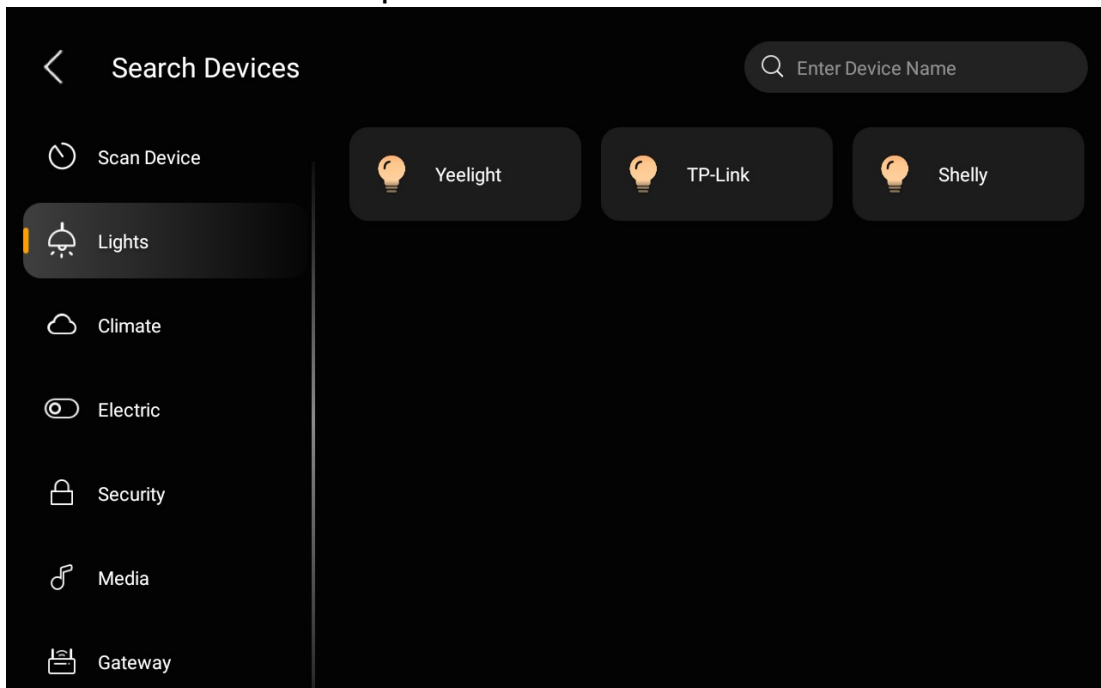 Search Devices
Enter Device Name
Scan Device
Lights
Climate
Electric
Security
Media
Gateway
Yeelight
TP-Link
Shelly